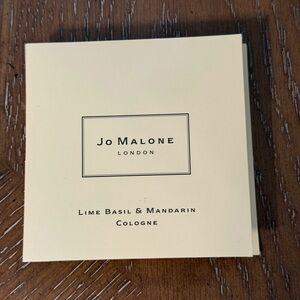 Jo Malone
London
Lime Basil & Mandarin
Cologne